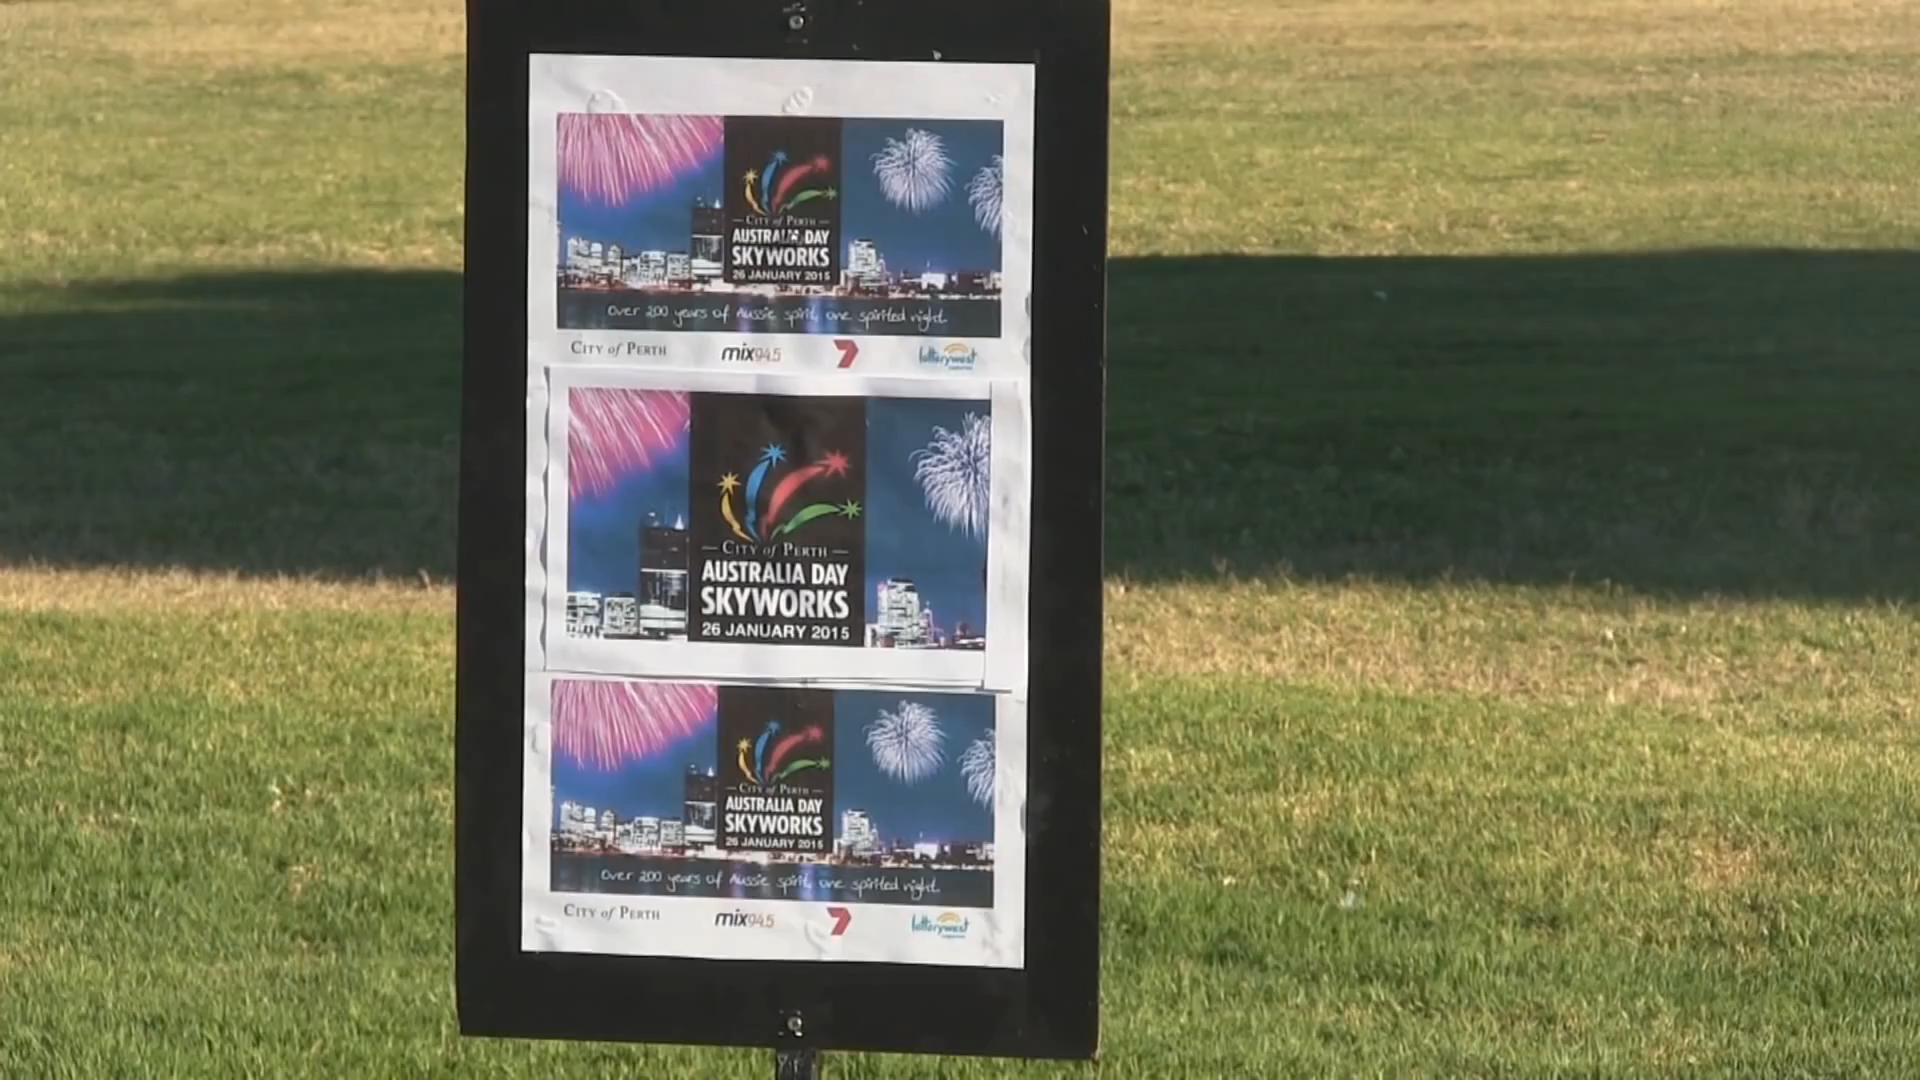 CITY of PERTH
AUSTRALIA DAY
SKYWORKS
26 JANUARY 2015
Over 200 years of Aussie spirit, one spirited night.
CITY of PERTH mix94.5 7 lotterywest
CITY of PERTH
AUSTRALIA DAY
SKYWORKS
26 JANUARY 2015
CITY of PERTH
AUSTRALIA DAY
SKYWORKS
26 JANUARY 2015
Over 200 years of Aussie spirit, one spirited night.
CITY of PERTH mix94.5 7 lotterywest